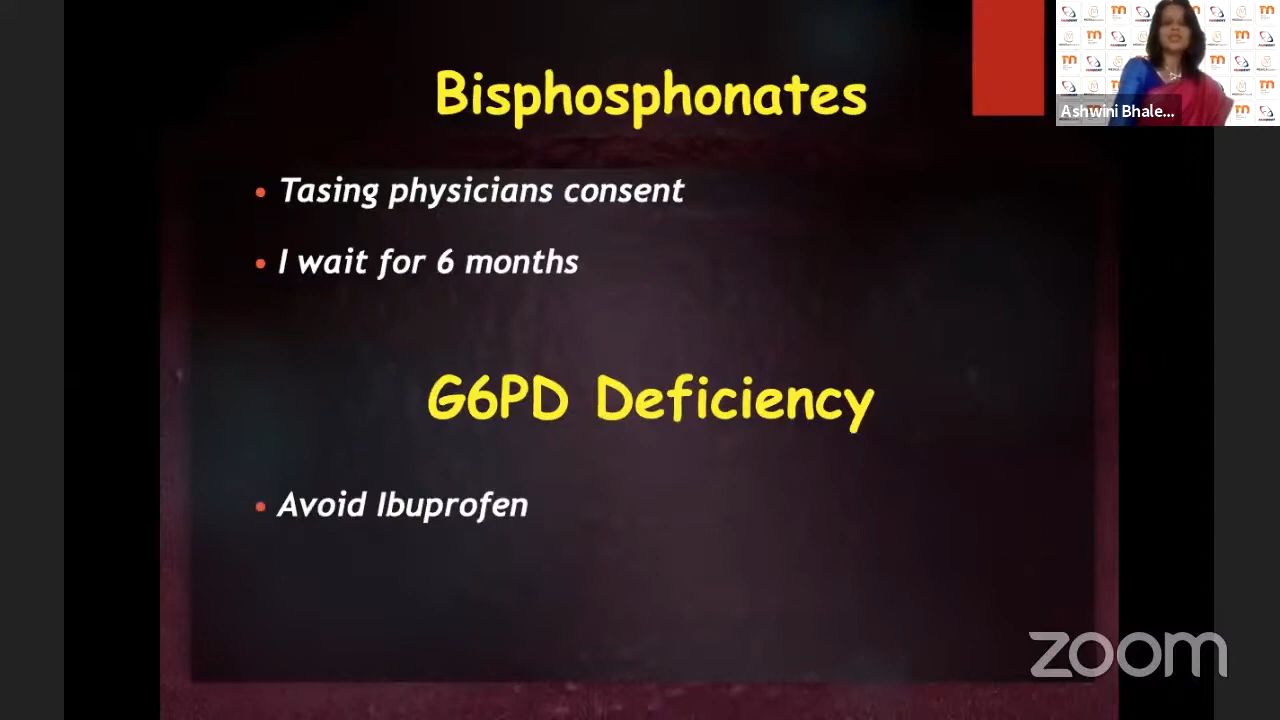 Bisphosphonates
Tasing physicians consent
I wait for 6 months
G6PD Deficiency
Avoid Ibuprofen
Ashwini Bhale...
zoom